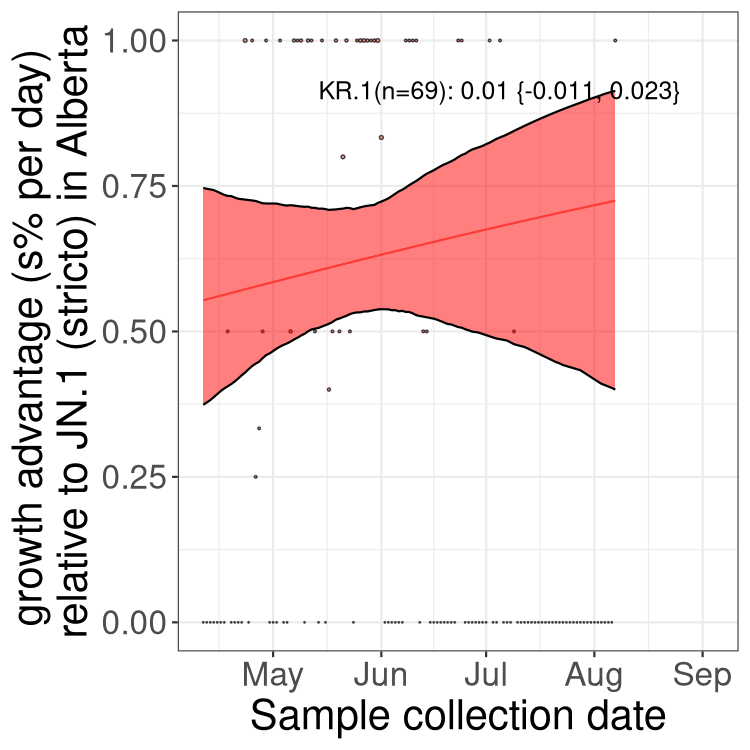 growth advantage (s% per day)
relative to JN.1 (stricto) in Alberta
1.00
0.75
0.50
0.25
0.00
KR.1(n=69): 0.01 {-0.011, 0.023}
May Jun Jul Aug Sep
Sample collection date